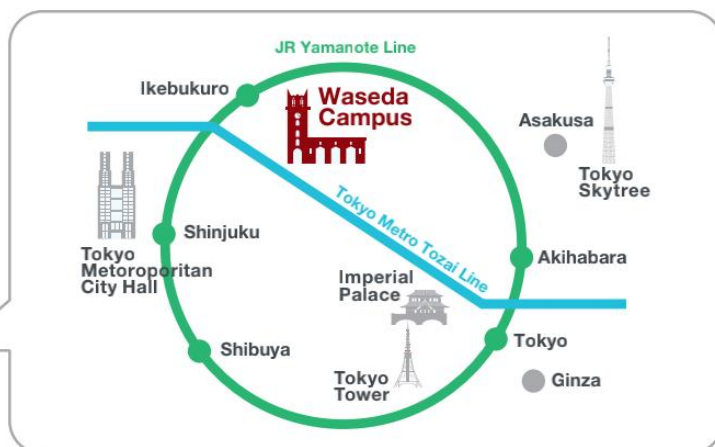 JR Yamanote Line
Ikebukuro
Waseda
Campus
Asakusa
Tokyo
Skytree
Shinjuku
Tokyo
Metoroporitan
City Hall
Tokyo Metro Tozai Line
Akihabara
Imperial
Palace
Shibuya
Tokyo
Tokyo
Tower
Ginza